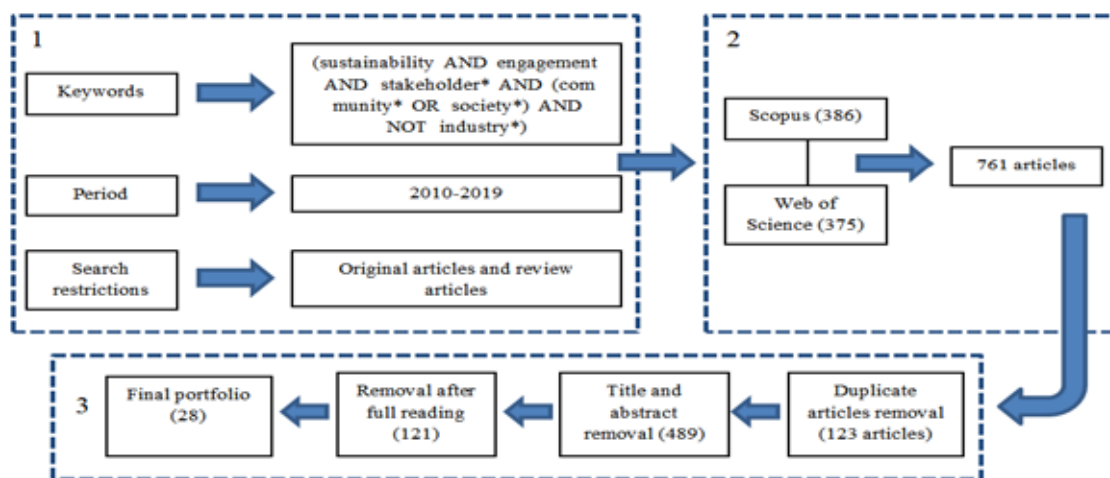 1
Keywords
(sustainability AND engagement
AND stakeholder* AND (com
munity* OR society*) AND
NOT industry*)
Period
2010-2019
Search
restrictions
Original articles and review
articles
2
Scopus (386)
Web of
Science (375)
761 articles
3
Final portfolio
(28)
Removal after
full reading
(121)
Title and
abstract
removal (489)
Duplicate
articles removal
(123 articles)